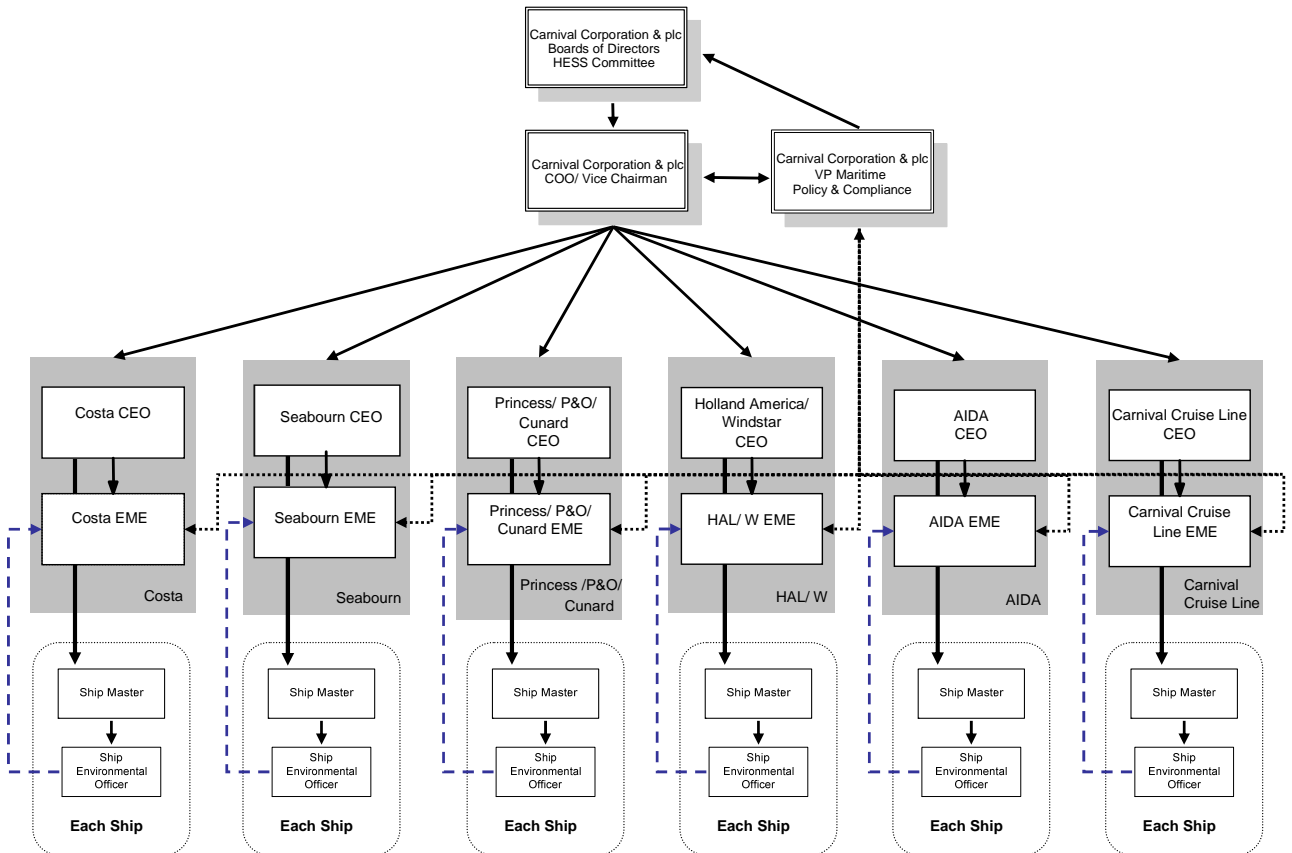 Carnival Corporation & plc
Boards of Directors
HESS Committee
Carnival Corporation & plc
COO/ Vice Chairman
Carnival Corporation & plc
VP Maritime
Policy & Compliance
Costa CEO
Costa EME
Costa
Seabourn CEO
Seabourn EME
Seabourn
Princess/ P&O/
Cunard
CEO
Princess/ P&O/
Cunard EME
Princess /P&O/
Cunard
Holland America/
Windstar
CEO
HAL/ W EME
HAL/ W
AIDA
CEO
AIDA EME
AIDA
Carnival Cruise Line
CEO
Carnival Cruise
Line EME
Carnival
Cruise Line
Ship Master
Ship
Environmental
Officer
Each Ship
Ship Master
Ship
Environmental
Officer
Each Ship
Ship Master
Ship
Environmental
Officer
Each Ship
Ship Master
Ship
Environmental
Officer
Each Ship
Ship Master
Ship
Environmental
Officer
Each Ship
Ship Master
Ship
Environmental
Officer
Each Ship